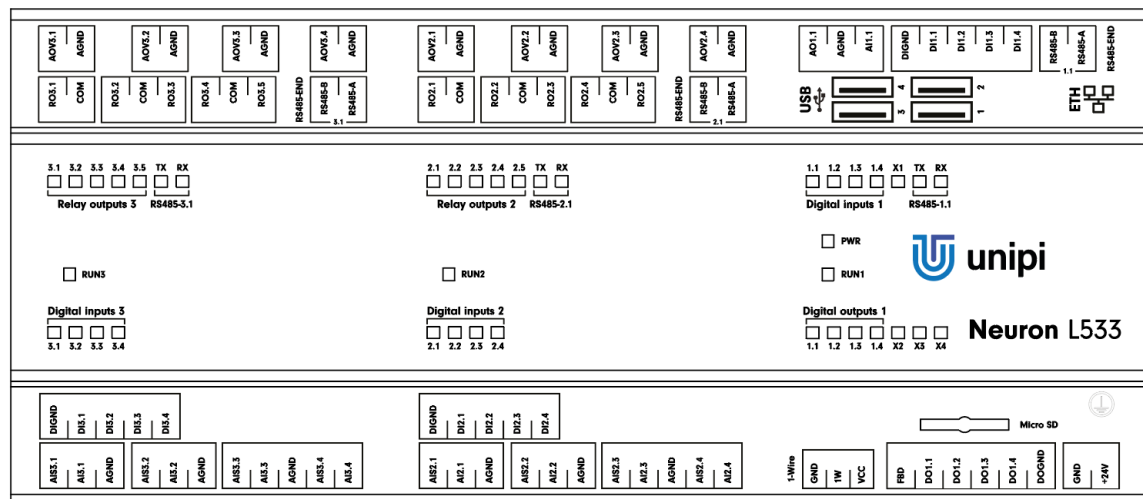 AOV3.1 AGND AOV3.2 AGND AOV3.3 AGND AOV3.4 AGND AOV2.1 AGND AOV2.2 AGND AOV2.3 AGND AOV2.4 AGND AO1.1 AGND AI1.1 DIGND DI1.1 DI1.2 DI1.3 DI1.4 RS485-B RS485-A RS485-END
1.1
RO3.1 COM RO3.2 COM RO3.3 RO3.4 COM RO3.5 RS485-END RS485-B RS485-A RO2.1 COM RO2.2 COM RO2.3 RO2.4 COM RO2.5 RS485-END RS485-B RS485-A USB 4 2 ETH
3.1 2.1 3 1
3.1 3.2 3.3 3.4 3.5 TX RX 2.1 2.2 2.3 2.4 2.5 TX RX 1.1 1.2 1.3 1.4 X1 TX RX
Relay outputs 3 RS485-3.1 Relay outputs 2 RS485-2.1 Digital inputs 1 RS485-1.1
PWR
unipi
RUN3 RUN2 RUN1
Digital inputs 3 Digital inputs 2 Digital outputs 1
Neuron L533
3.1 3.2 3.3 3.4 2.1 2.2 2.3 2.4 1.1 1.2 1.3 1.4 X2 X3 X4
DIGND DI3.1 DI3.2 DI3.3 DI3.4 DIGND DI2.1 DI2.2 DI2.3 DI2.4 Micro SD
AIS3.1 AI3.1 AGND AIS3.2 AI3.2 AGND AIS3.3 AI3.3 AGND AIS3.4 AI3.4 AIS2.1 AI2.1 AGND AIS2.2 AI2.2 AGND AIS2.3 AI2.3 AGND AIS2.4 AI2.4 1-Wire GND 1W VCC FBD DO1.1 DO1.2 DO1.3 DO1.4 DOGND GND +24V